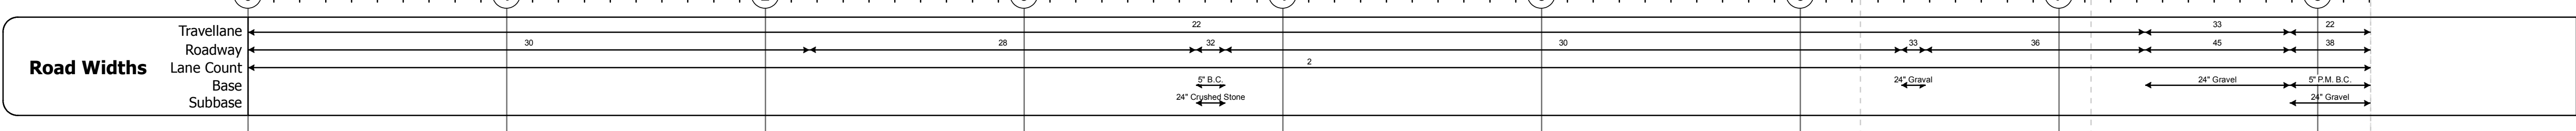 Road Widths
Travellane 22 33 22
Roadway 30 28 32 30 33 36 45 38
Lane Count 2
Base 5" B.C. 24" Graval 24" Gravel 5" P.M. B.C.
Subbase 24" Crushed Stone 24" Gravel